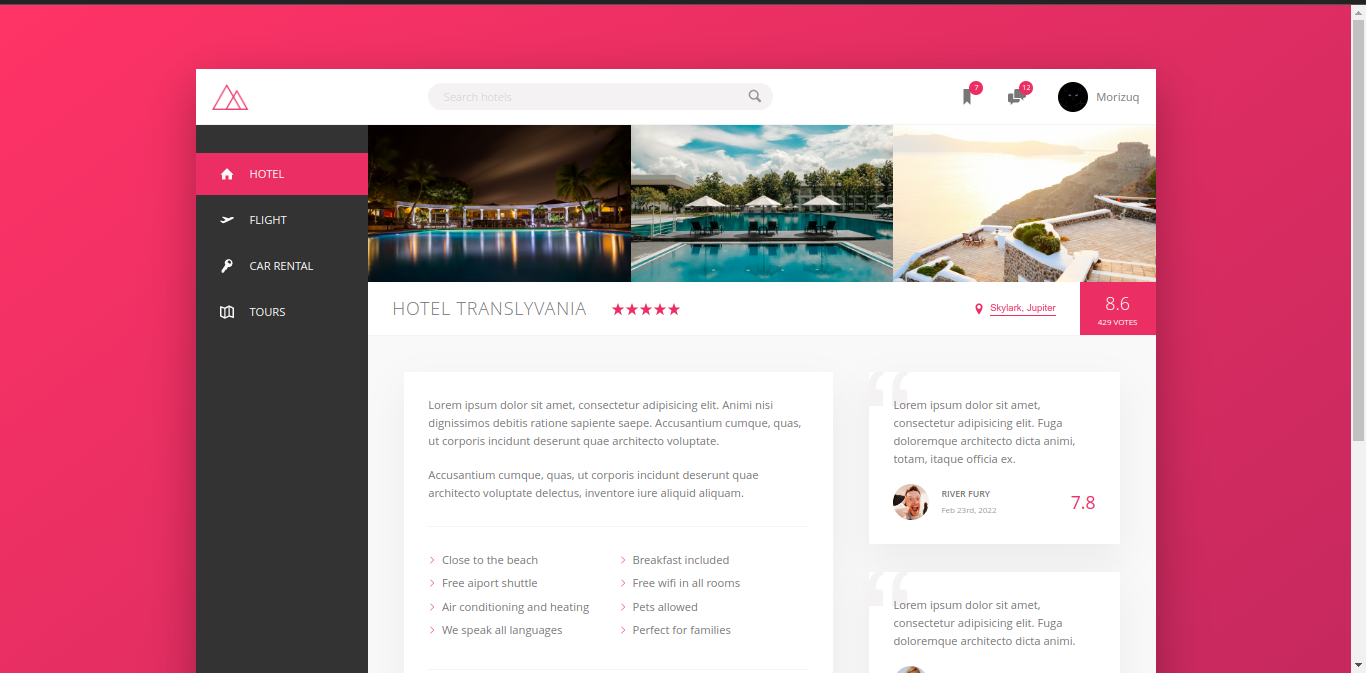 Search hotels
7
12
Morizuq
HOTEL
FLIGHT
CAR RENTAL
TOURS
HOTEL TRANSLYVANIA
Skylark, Jupiter
8.6
429 VOTES
Lorem ipsum dolor sit amet, consectetur adipisicing elit. Animi nisi
dignissimos debitis ratione sapiente saepe. Accusantium cumque, quas,
ut corporis incidunt deserunt quae architecto voluptate.
Accusantium cumque, quas, ut corporis incidunt deserunt quae
architecto voluptate delectus, inventore iure aliquid aliquam.
Close to the beach
Free aiport shuttle
Air conditioning and heating
We speak all languages
Breakfast included
Free wifi in all rooms
Pets allowed
Perfect for families
“
Lorem ipsum dolor sit amet,
consectetur adipisicing elit. Fuga
doloremque architecto dicta animi,
totam, itaque officia ex.
RIVER FURY
Feb 23rd, 2022
7.8
“
Lorem ipsum dolor sit amet,
consectetur adipisicing elit. Fuga
doloremque architecto dicta animi.